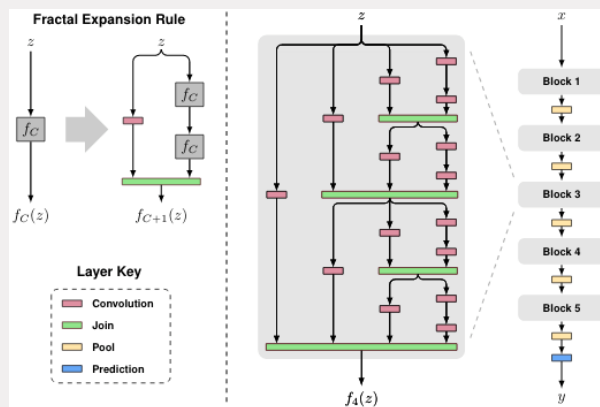 Fractal Expansion Rule
z
z
f_C
f_C
f_C
f_C(z)
f_{C+1}(z)
Layer Key
Convolution
Join
Pool
Prediction
z
f_4(z)
x
Block 1
Block 2
Block 3
Block 4
Block 5
y